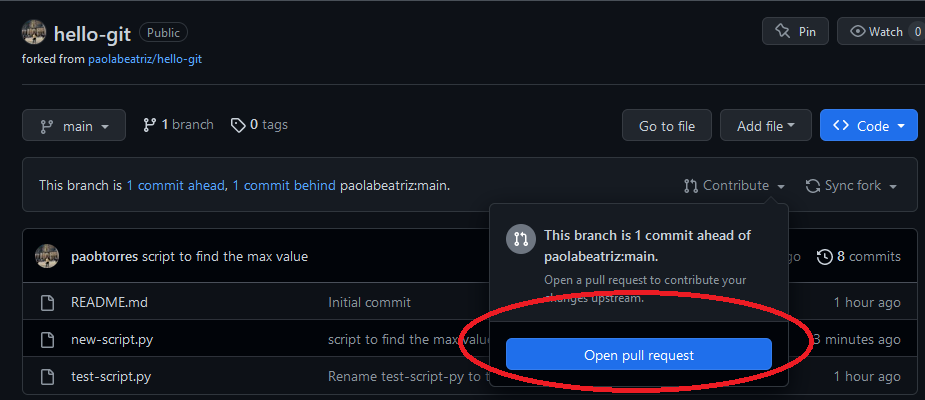 hello-git Public Pin Watch 0
forked from paolabeatriz/hello-git
main 1 branch 0 tags Go to file Add file Code
This branch is 1 commit ahead, 1 commit behind paolabeatriz:main. Contribute Sync fork
This branch is 1 commit ahead of
paolabeatriz:main.
Open a pull request to contribute your
changes upstream.
Open pull request
paobtorres script to find the max value ago 8 commits
README.md Initial commit 1 hour ago
new-script.py script to find the max value 3 minutes ago
test-script.py Rename test-script-py to t 1 hour ago